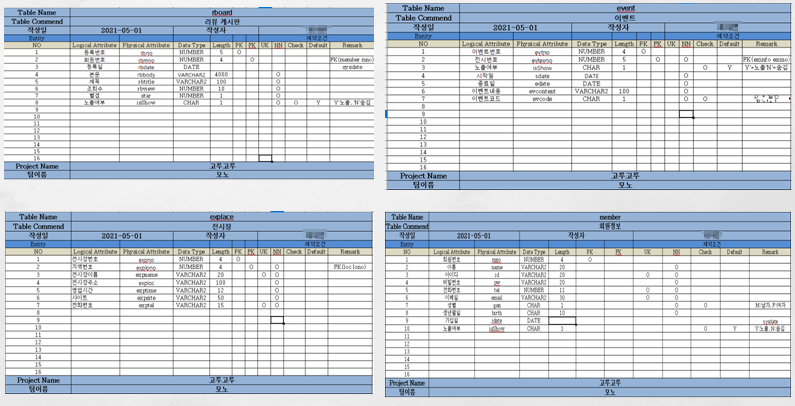 Table Name rboard
Table Commend 리뷰 게시판
작성일 2021-05-01 작성자
Entity 제약조건
NO Logical Attribute Physical Attribute Data Type Length PK FK UK NN Check Default Remark
1 등록번호 rbno NUMBER 5 O
2 회원번호 rbmno NUMBER 4 O FK(member mno)
3 등록일 rbdate DATE sysdate
4 본문 rbbody VARCHAR2 4000 O
5 제목 rbtitle VARCHAR2 100 O
6 조회수 rbview NUMBER 10 O
7 별점 star NUMBER 1 O
8 노출여부 isShow CHAR 1 O O Y 'Y'노출, 'N'숨김
9
10
11
12
13
14
15
16
Project Name 고루고루
팀이름 모노
Table Name event
Table Commend 이벤트
작성일 2021-05-01 작성자
Entity 제약조건
NO Logical Attribute Physical Attribute Data Type Length PK FK UK NN Check Default Remark
1 이벤트번호 evtno NUMBER 4 O
2 전시번호 NUMBER 5 O O
3 노출여부 isShow CHAR 1 O Y 'Y'=노출'N'=숨김
4 시작일 sdate DATE O
5 종료일 edate DATE O
6 이벤트내용 evcontent VARCHAR2 100 O
7 이벤트코드 evcode CHAR 1 O O
8
9
10
11
12
13
14
15
16
Project Name 고루고루
팀이름 모노
Table Name explace
Table Commend 전시장
작성일 2021-05-01 작성자
Entity 제약조건
NO Logical Attribute Physical Attribute Data Type Length PK FK UK NN Check Default Remark
1 전시장번호 expno NUMBER 4 O
2 지역번호 explono NUMBER 4 O O FK(loc lono)
3 전시장이름 expname VARCHAR2 20 O O
4 전시장주소 exploc VARCHAR2 100 O
5 영업시간 exptime VARCHAR2 12 O
6 사이트 expsite VARCHAR2 50 O
7 전화번호 exptel VARCHAR2 15 O O
8
9
10
11
12
13
14
15
16
Project Name 고루고루
팀이름 모노
Table Name member
Table Commend 회원정보
작성일 2021-05-01 작성자
Entity 제약조건
NO Logical Attribute Physical Attribute Data Type Length PK FK UK NN Check Default Remark
1 회원번호 mno NUMBER 4 O
2 이름 name VARCHAR2 20 O
3 아이디 id VARCHAR2 20 O O
4 비밀번호 pw VARCHAR2 20 O
5 전화번호 tel NUMBER 11 O O
6 이메일 email VARCHAR2 30 O O
7 성별 gen CHAR 1 O O M:남자, F:여자
8 생년월일 birth CHAR 10 O
9 가입일 jdate DATE sysdate
10 노출여부 isShow CHAR 1 O Y 'Y'노출, 'N'숨김
11
12
13
14
15
16
Project Name 고루고루
팀이름 모노